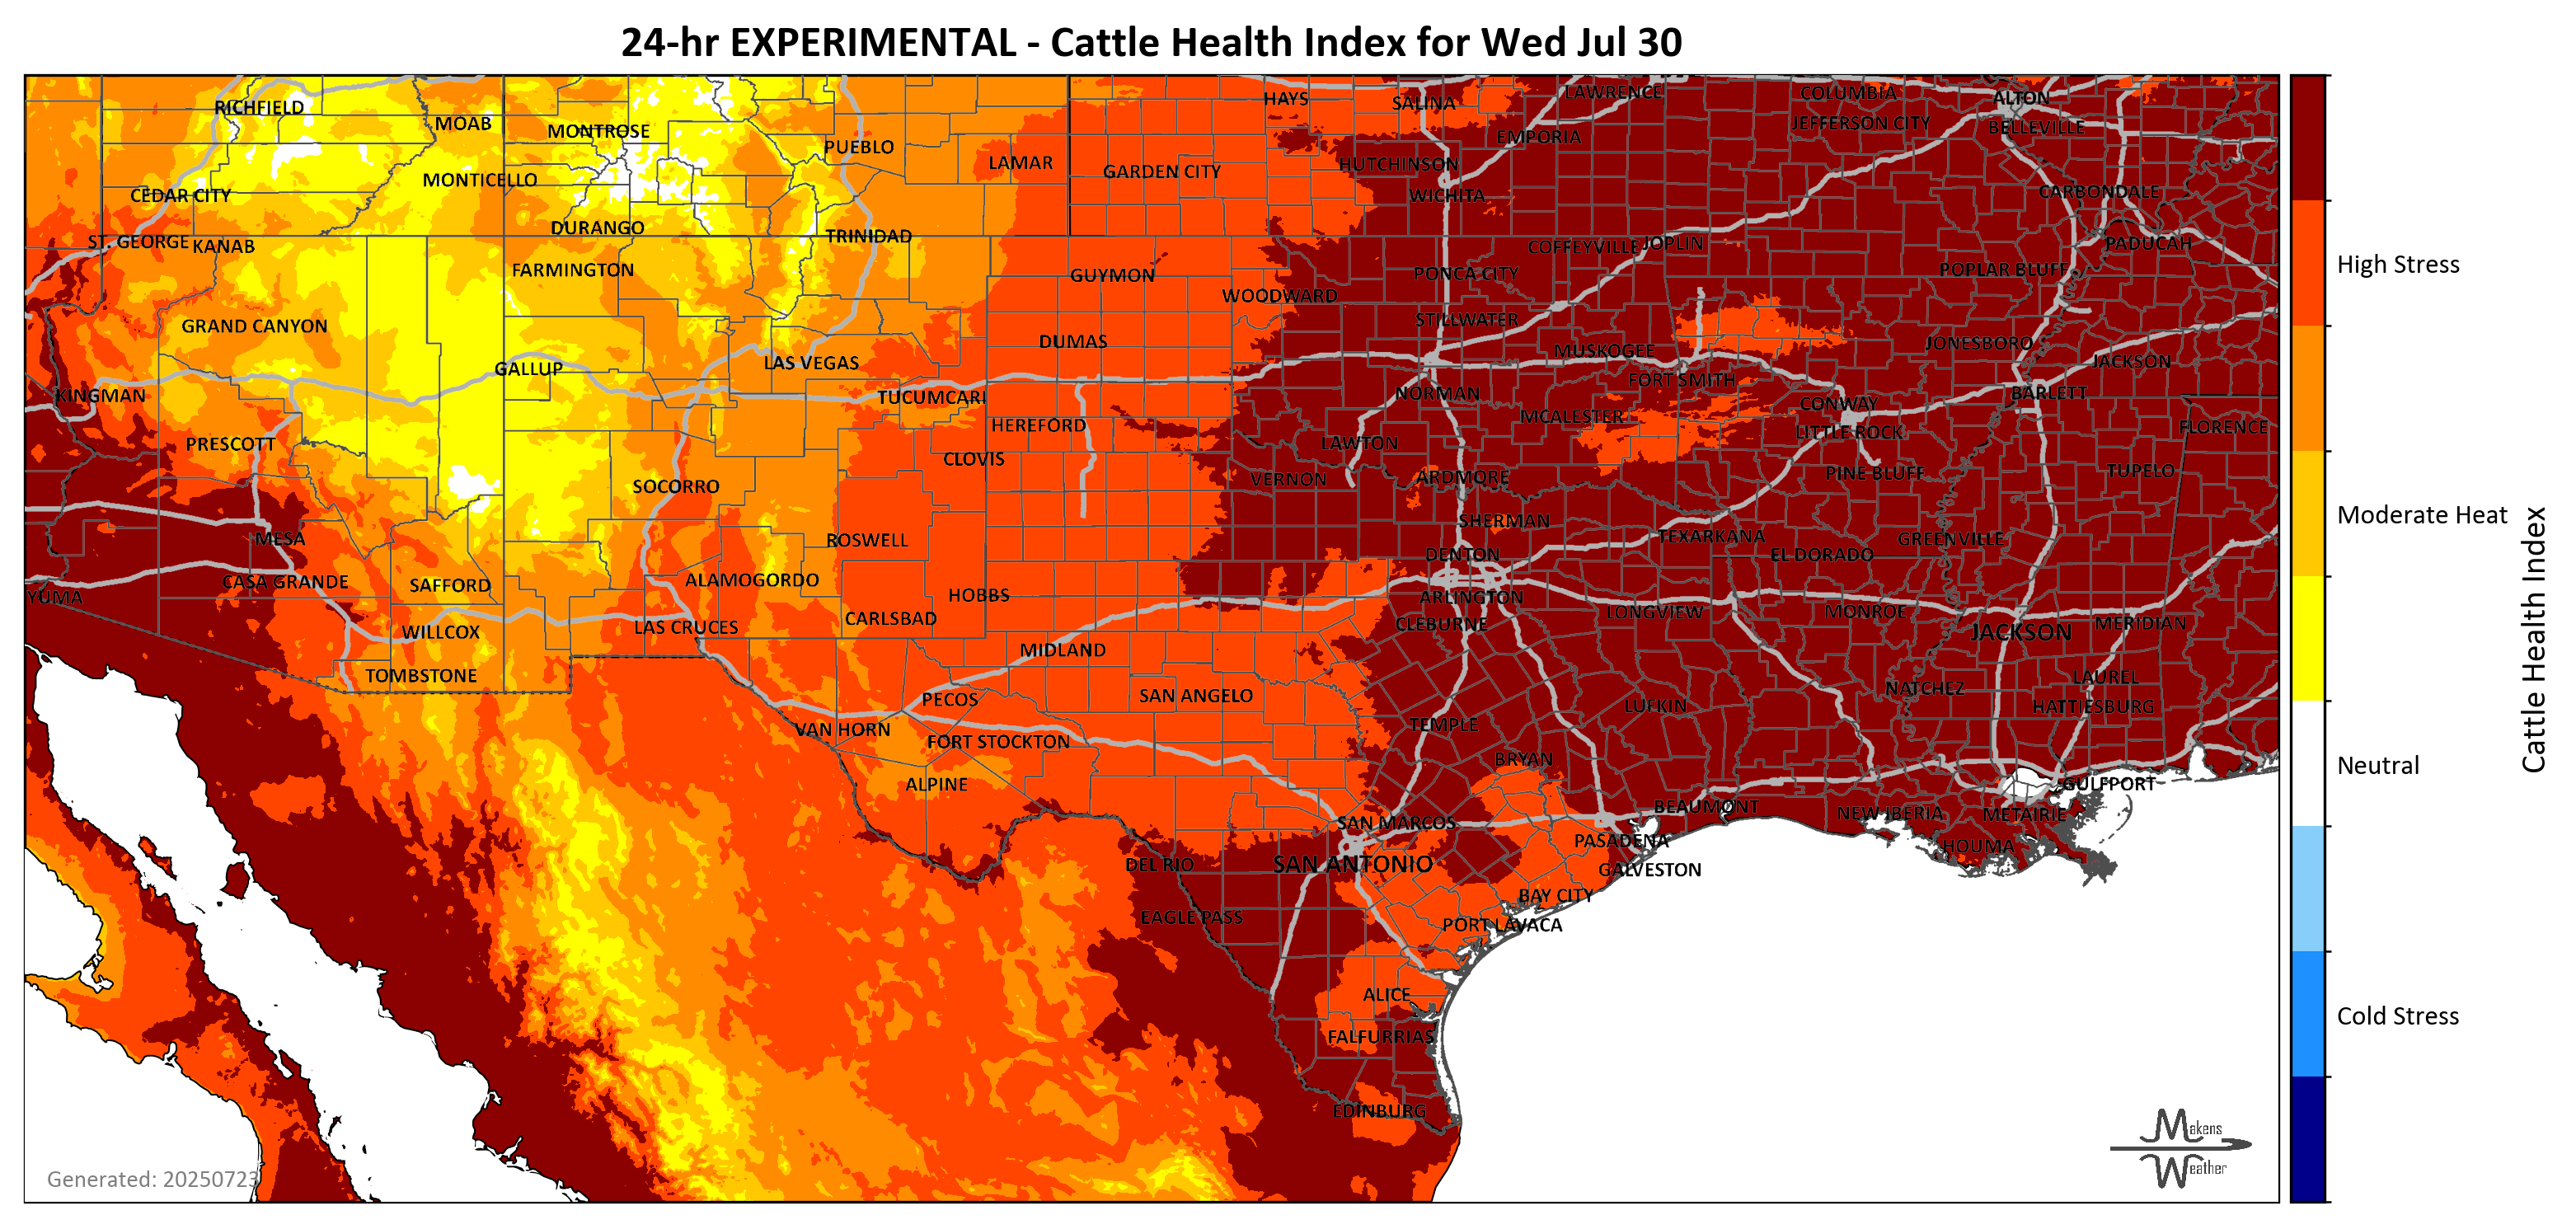 24-hr EXPERIMENTAL - Cattle Health Index for Wed Jul 30
RICHFIELD
MOAB
MONTROSE
PUEBLO
LAMAR
HAYS
SALINA
LAWRENCE
COLUMBIA
ALTON
EMPORIA
JEFFERSON CITY
BELLEVILLE
CEDAR CITY
MONTICELLO
GARDEN CITY
HUTCHINSON
WICHITA
CARBONDALE
ST. GEORGE
KANAB
DURANGO
TRINIDAD
COFFEYVILLE
JOPLIN
PADUCAH
FARMINGTON
GUYMON
PONCA CITY
POPLAR BLUFF
High Stress
WOODWARD
GRAND CANYON
STILLWATER
DUMAS
MUSKOGEE
JONESBORO
GALLUP
LAS VEGAS
JACKSON
KINGMAN
TUCUMCARI
NORMAN
FORT SMITH
CONWAY
BARLETT
PRESCOTT
HEREFORD
LAWTON
MCALESTER
LITTLE ROCK
FLORENCE
CLOVIS
SOCORRO
VERNON
ARDMORE
PINE BLUFF
TUPELO
MESA
ROSWELL
SHERMAN
TEXARKANA
GREENVILLE
Moderate Heat
DENTON
EL DORADO
CASA GRANDE
SAFFORD
ALAMOGORDO
YUMA
HOBBS
ARLINGTON
LONGVIEW
MONROE
WILLCOX
LAS CRUCES
CARLSBAD
CLEBURNE
JACKSON
MERIDIAN
TOMBSTONE
MIDLAND
LAUREL
PECOS
SAN ANGELO
NATCHEZ
HATTIESBURG
VAN HORN
FORT STOCKTON
TEMPLE
LUFKIN
Cattle Health Index
BRYAN
Neutral
ALPINE
GULFPORT
SAN MARCOS
BEAUMONT
NEW IBERIA
METAIRIE
PASADENA
HOUMA
DEL RIO
SAN ANTONIO
GALVESTON
EAGLE PASS
BAY CITY
PORT LAVACA
ALICE
FALFURRIAS
Cold Stress
EDINBURG
Makens
Weather
Generated: 20250723